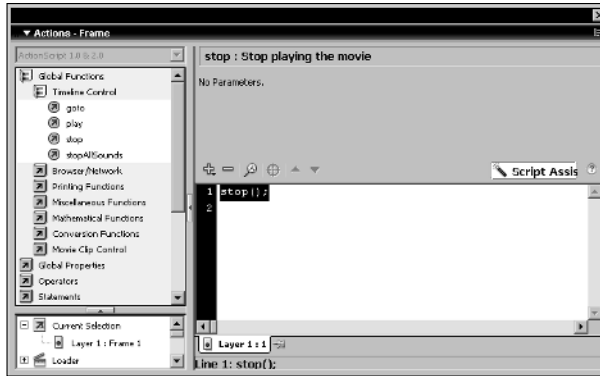 Actions - Frame
ActionScript 1.0 & 2.0
Global Functions
Timeline Control
goto
play
stop
stopAllSounds
Browser/Network
Printing Functions
Miscellaneous Functions
Mathematical Functions
Conversion Functions
Movie Clip Control
Global Properties
Operators
Statements
Current Selection
Layer 1 : Frame 1
Loader
stop : Stop playing the movie
No Parameters.
Script Assis
1 stop();
2
Layer 1 : 1
Line 1: stop();